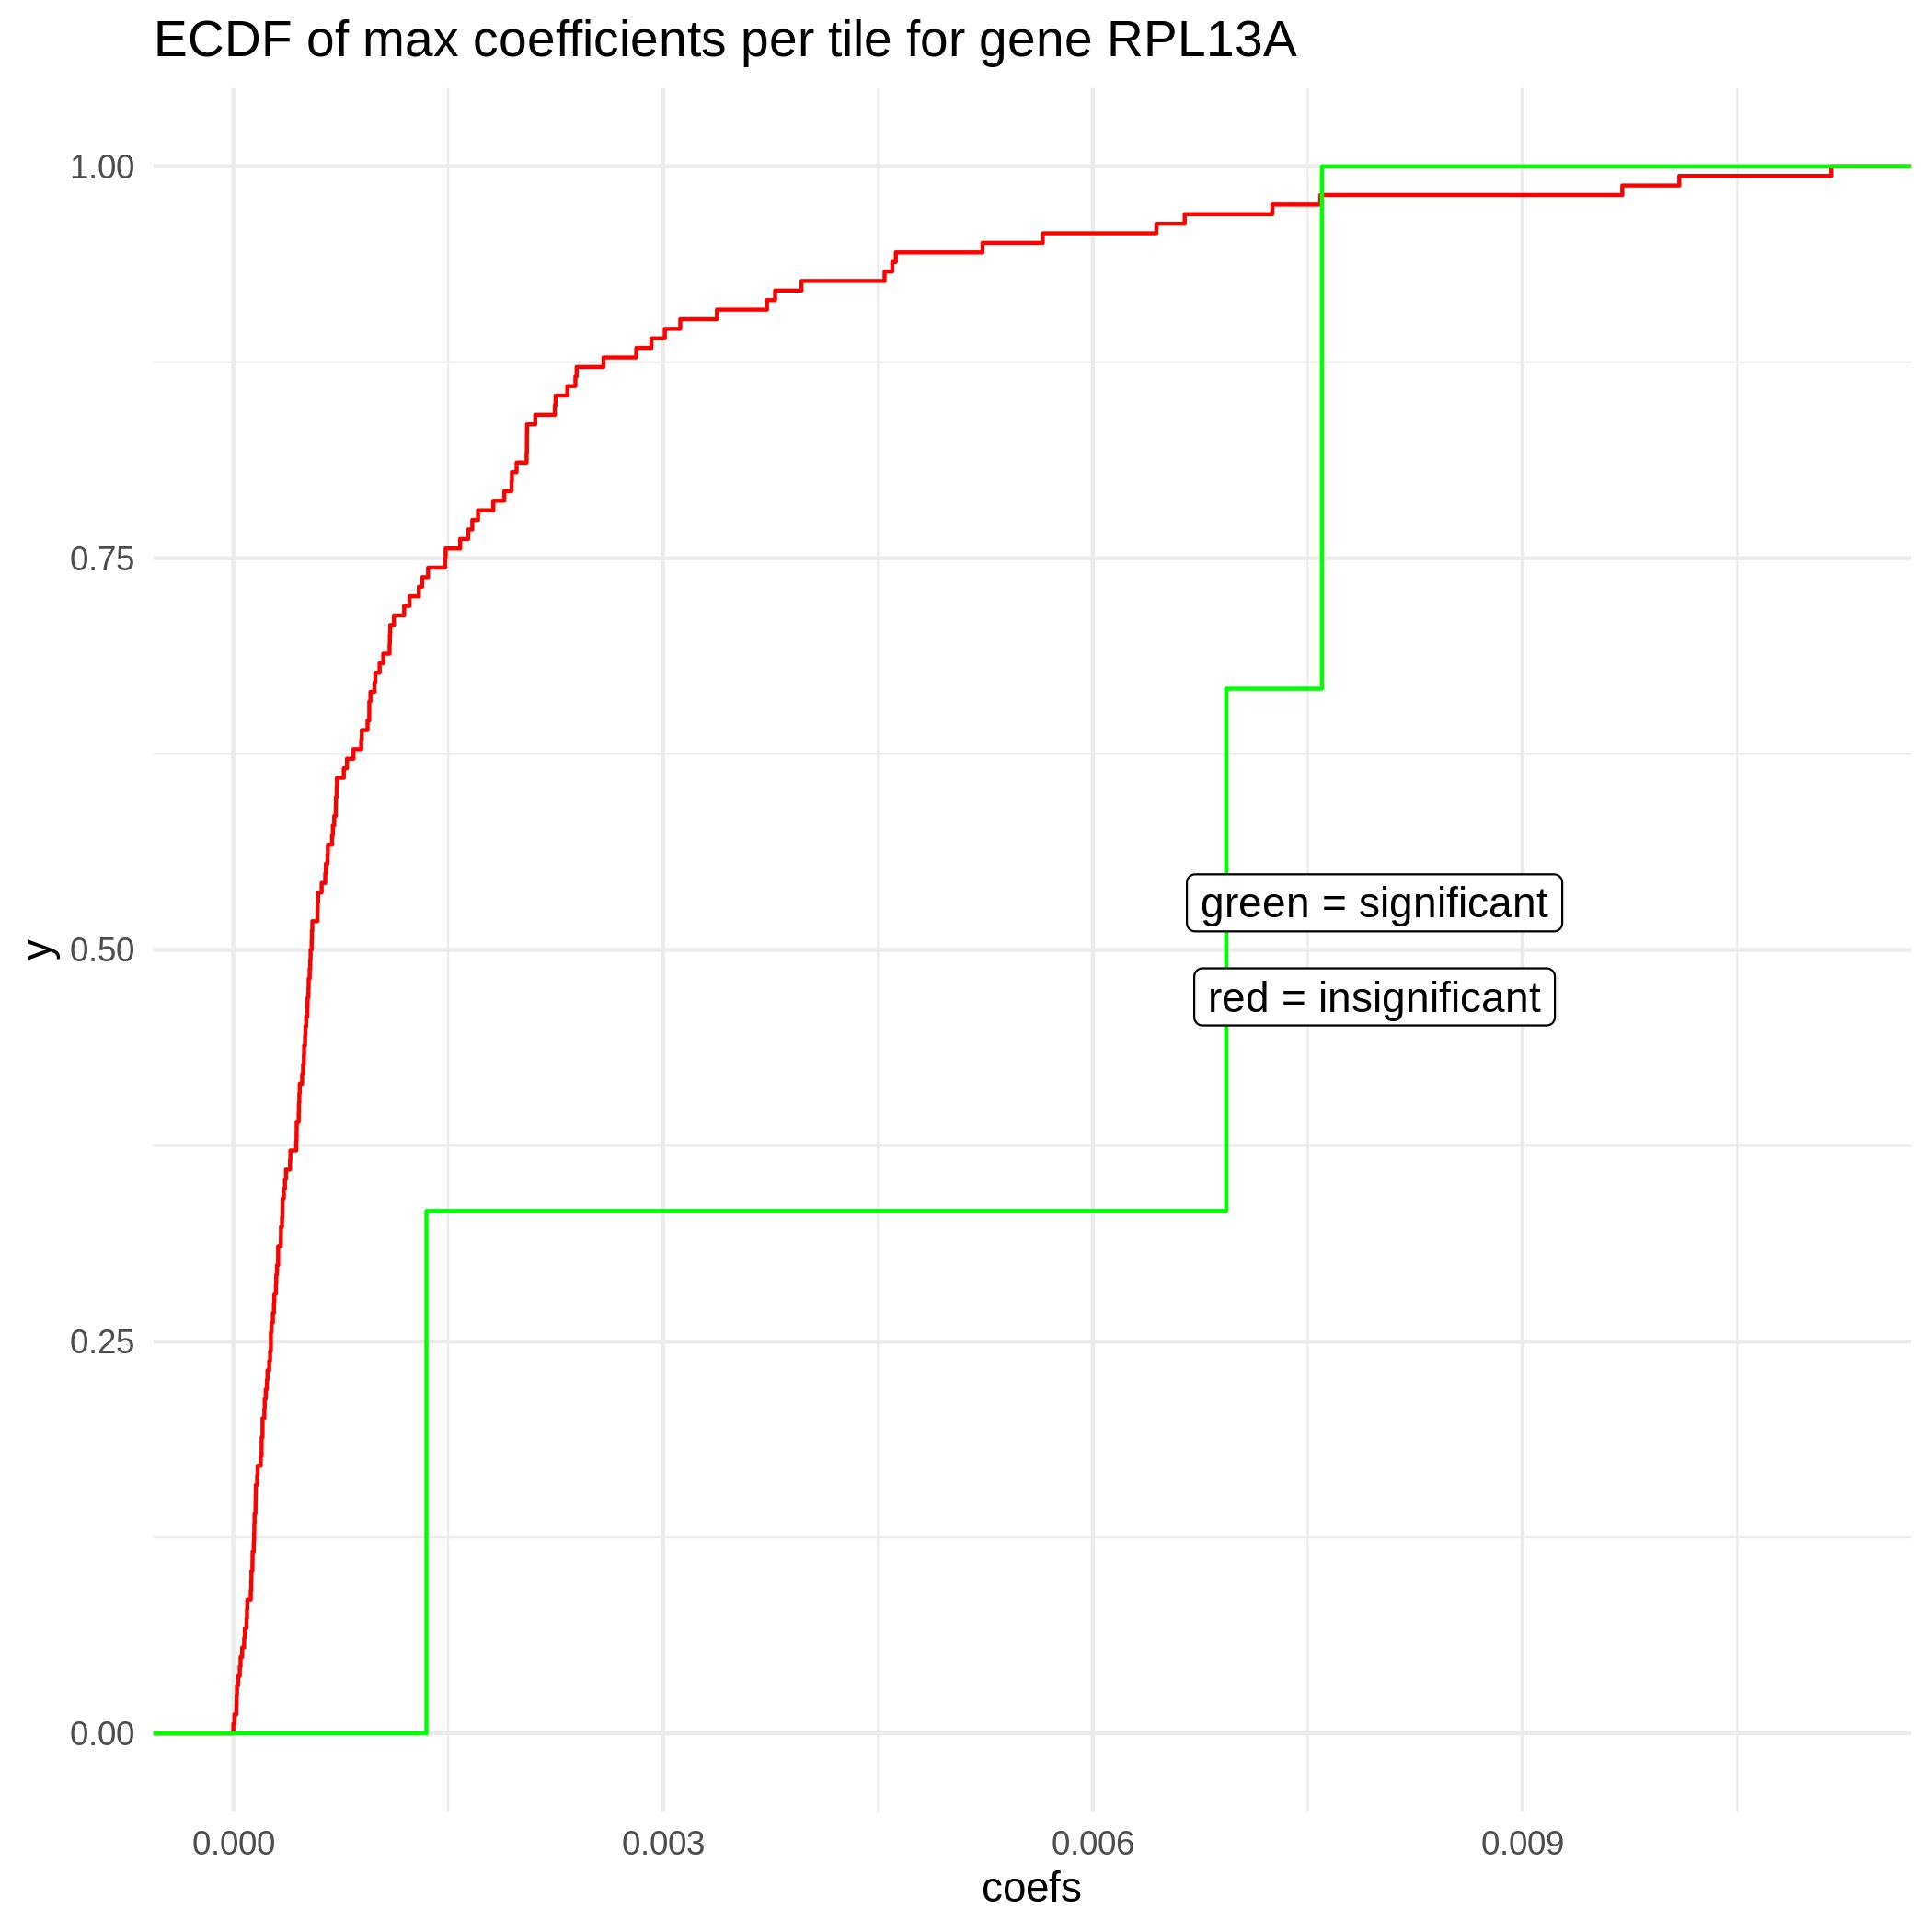 ECDF of max coefficients per tile for gene RPL13A
1.00
0.75
0.50
0.25
0.00
y
green = significant
red = insignificant
0.000
0.003
0.006
0.009
coefs